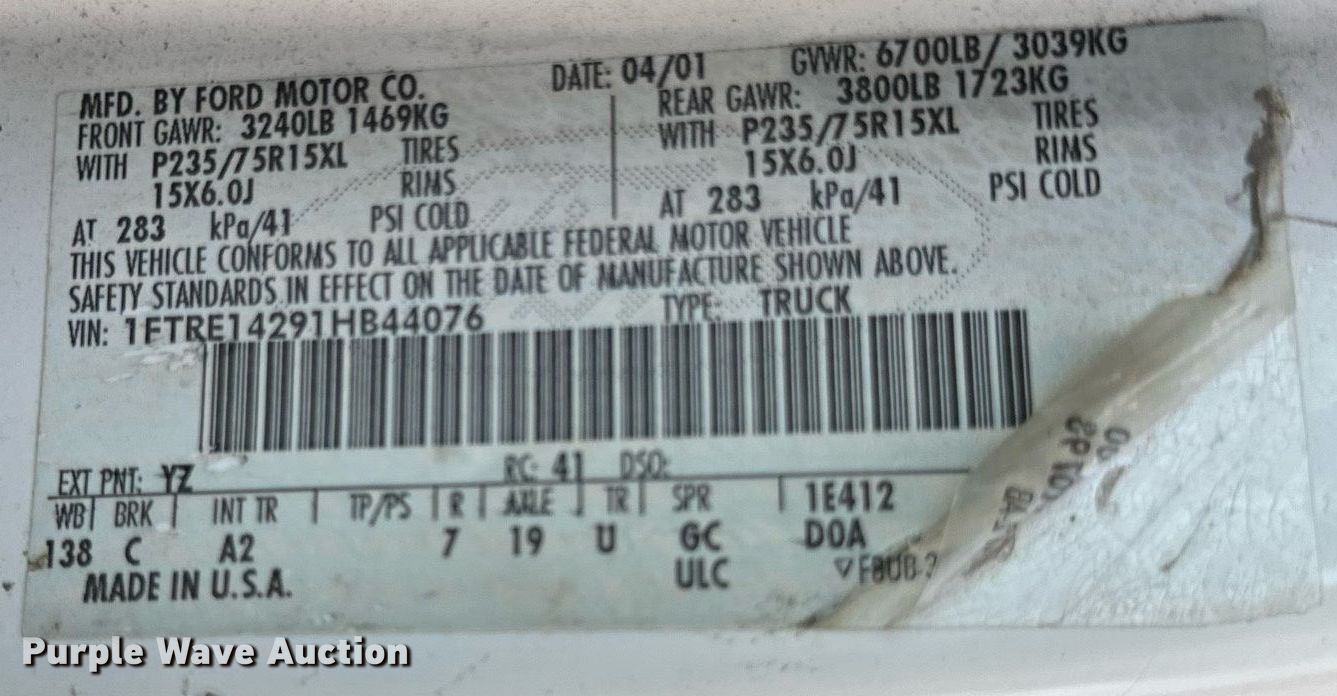 MFD. BY FORD MOTOR CO. DATE: 04/01 GVWR: 6700LB/ 3039KG
FRONT GAWR: 3240LB 1469KG REAR GAWR: 3800LB 1723KG
WITH P235/75R15XL TIRES WITH P235/75R15XL TIRES
15X6.0J RIMS 15X6.0J RIMS
AT 283 kPa/41 PSI COLD AT 283 kPa/41 PSI COLD
THIS VEHICLE CONFORMS TO ALL APPLICABLE FEDERAL MOTOR VEHICLE
SAFETY STANDARDS IN EFFECT ON THE DATE OF MANUFACTURE SHOWN ABOVE.
VIN: 1FTRE14291HB44076 TYPE: TRUCK
EXT PNT: YZ RC: 41 DSO:
WB BRK INT TR TP/PS R AXLE TR SPR 1E412
138 C A2 7 19 U GC DOA
ULC
MADE IN U.S.A.
Purple Wave Auction